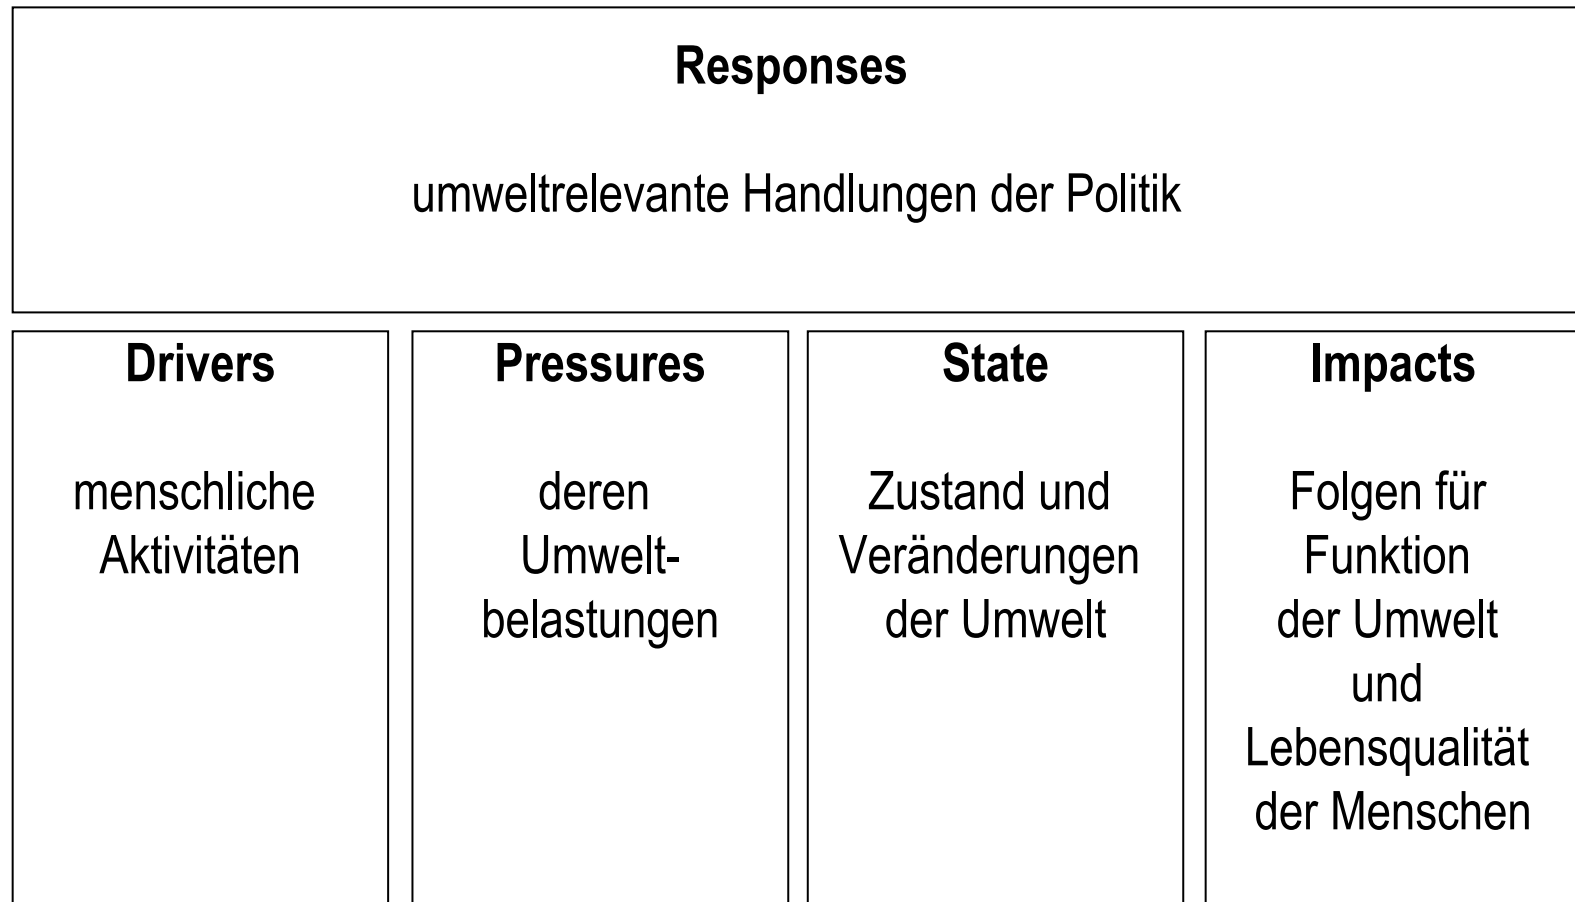 Responses
umweltrelevante Handlungen der Politik
Drivers
menschliche
Aktivitäten
Pressures
deren
Umwelt-
belastungen
State
Zustand und
Veränderungen
der Umwelt
Impacts
Folgen für
Funktion
der Umwelt
und
Lebensqualität
der Menschen